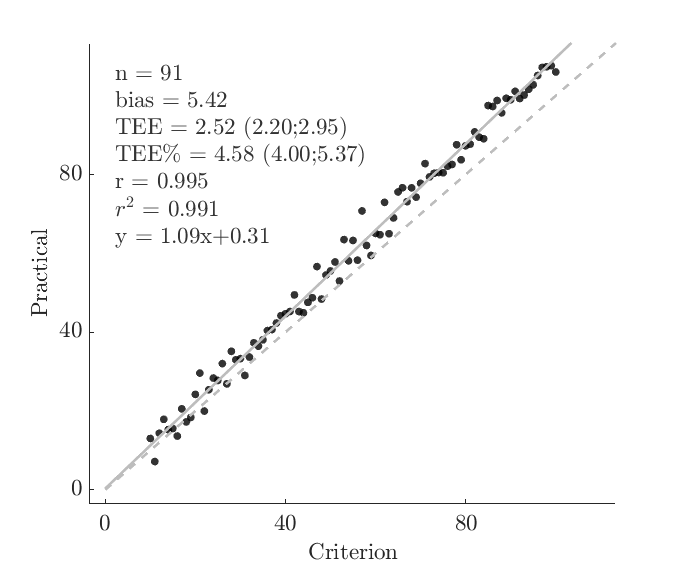 n = 91
bias = 5.42
TEE = 2.52 (2.20;2.95)
TEE% = 4.58 (4.00;5.37)
r = 0.995
r² = 0.991
y = 1.09x+0.31
80
40
0
Practical
0 40 80
Criterion